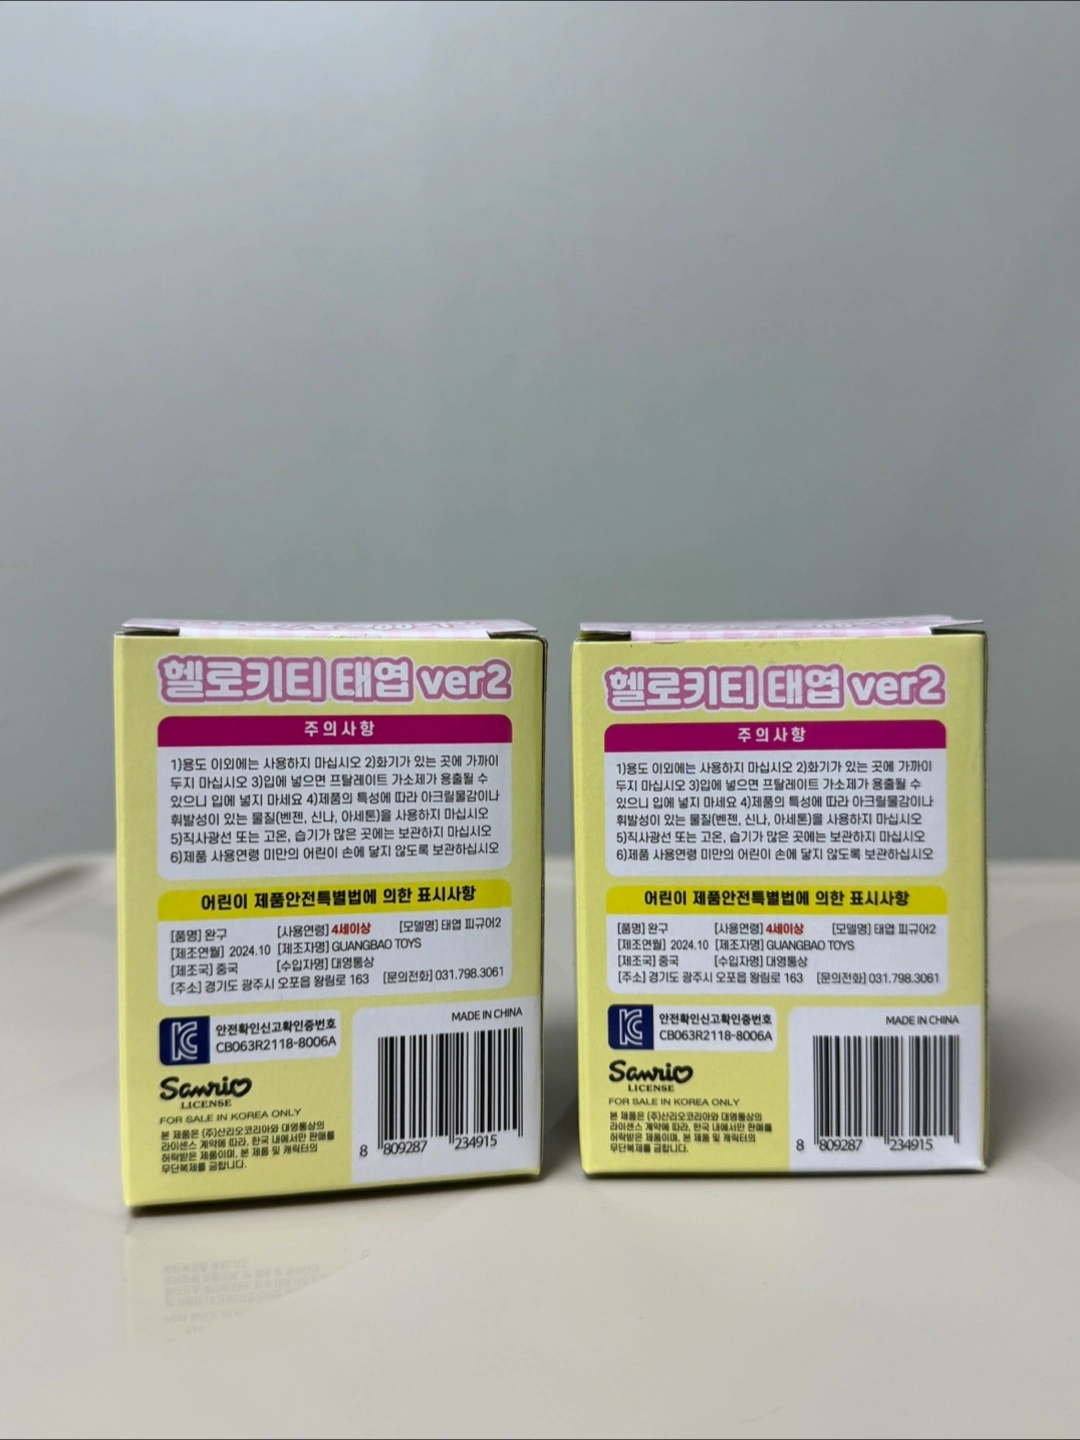 헬로키티 태엽 ver2
주의사항
1)용도 이외에는 사용하지 마십시오 2)화기가 있는 곳에 가까이
두지 마십시오 3)입에 넣으면 프탈레이트 가소제가 용출될 수
있으니 입에 넣지 마세요 4)제품의 특성에 따라 아크릴물감이나
휘발성이 있는 물질(벤젠, 신나, 아세톤)을 사용하지 마십시오
5)직사광선 또는 고온, 습기가 많은 곳에는 보관하지 마십시오
6)제품 사용연령 미만의 어린이 손에 닿지 않도록 보관하십시오
어린이 제품안전특별법에 의한 표시사항
[품명] 완구 [사용연령] 4세이상 [모델명] 태엽 피규어2
[제조연월] 2024.10 [제조자명] GUANGBAO TOYS
[제조국] 중국 [수입자명] 대영통상
[주소] 경기도 광주시 오포읍 왕림로 163 [문의전화] 031.798.3061
KC 안전확인신고확인증번호
CB063R2118-8006A
MADE IN CHINA
Sanrio
LICENSE
FOR SALE IN KOREA ONLY
본 제품은 (주)산리오코리아와 대영통상의
라이센스 계약에 따라, 한국 내에서만 판매를
허락받은 제품이며, 본 제품 및 캐릭터의
무단복제를 금합니다.
8 809287 234915
헬로키티 태엽 ver2
주의사항
1)용도 이외에는 사용하지 마십시오 2)화기가 있는 곳에 가까이
두지 마십시오 3)입에 넣으면 프탈레이트 가소제가 용출될 수
있으니 입에 넣지 마세요 4)제품의 특성에 따라 아크릴물감이나
휘발성이 있는 물질(벤젠, 신나, 아세톤)을 사용하지 마십시오
5)직사광선 또는 고온, 습기가 많은 곳에는 보관하지 마십시오
6)제품 사용연령 미만의 어린이 손에 닿지 않도록 보관하십시오
어린이 제품안전특별법에 의한 표시사항
[품명] 완구 [사용연령] 4세이상 [모델명] 태엽 피규어2
[제조연월] 2024.10 [제조자명] GUANGBAO TOYS
[제조국] 중국 [수입자명] 대영통상
[주소] 경기도 광주시 오포읍 왕림로 163 [문의전화] 031.798.3061
KC 안전확인신고확인증번호
CB063R2118-8006A
MADE IN CHINA
Sanrio
LICENSE
FOR SALE IN KOREA ONLY
본 제품은 (주)산리오코리아와 대영통상의
라이센스 계약에 따라, 한국 내에서만 판매를
허락받은 제품이며, 본 제품 및 캐릭터의
무단복제를 금합니다.
8 809287 234915